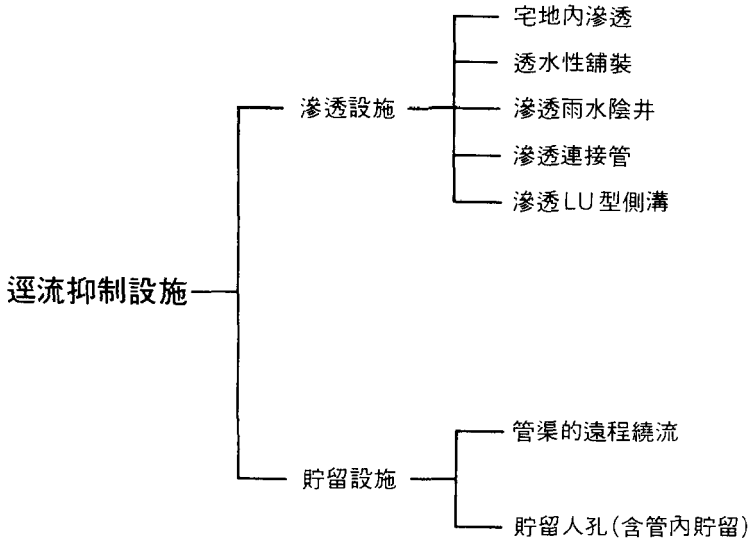 宅地內滲透
透水性舖裝
滲透設施
滲透雨水陰井
滲透連接管
滲透LU型側溝
逕流抑制設施
管渠的遠程繞流
貯留設施
貯留人孔(含管內貯留)